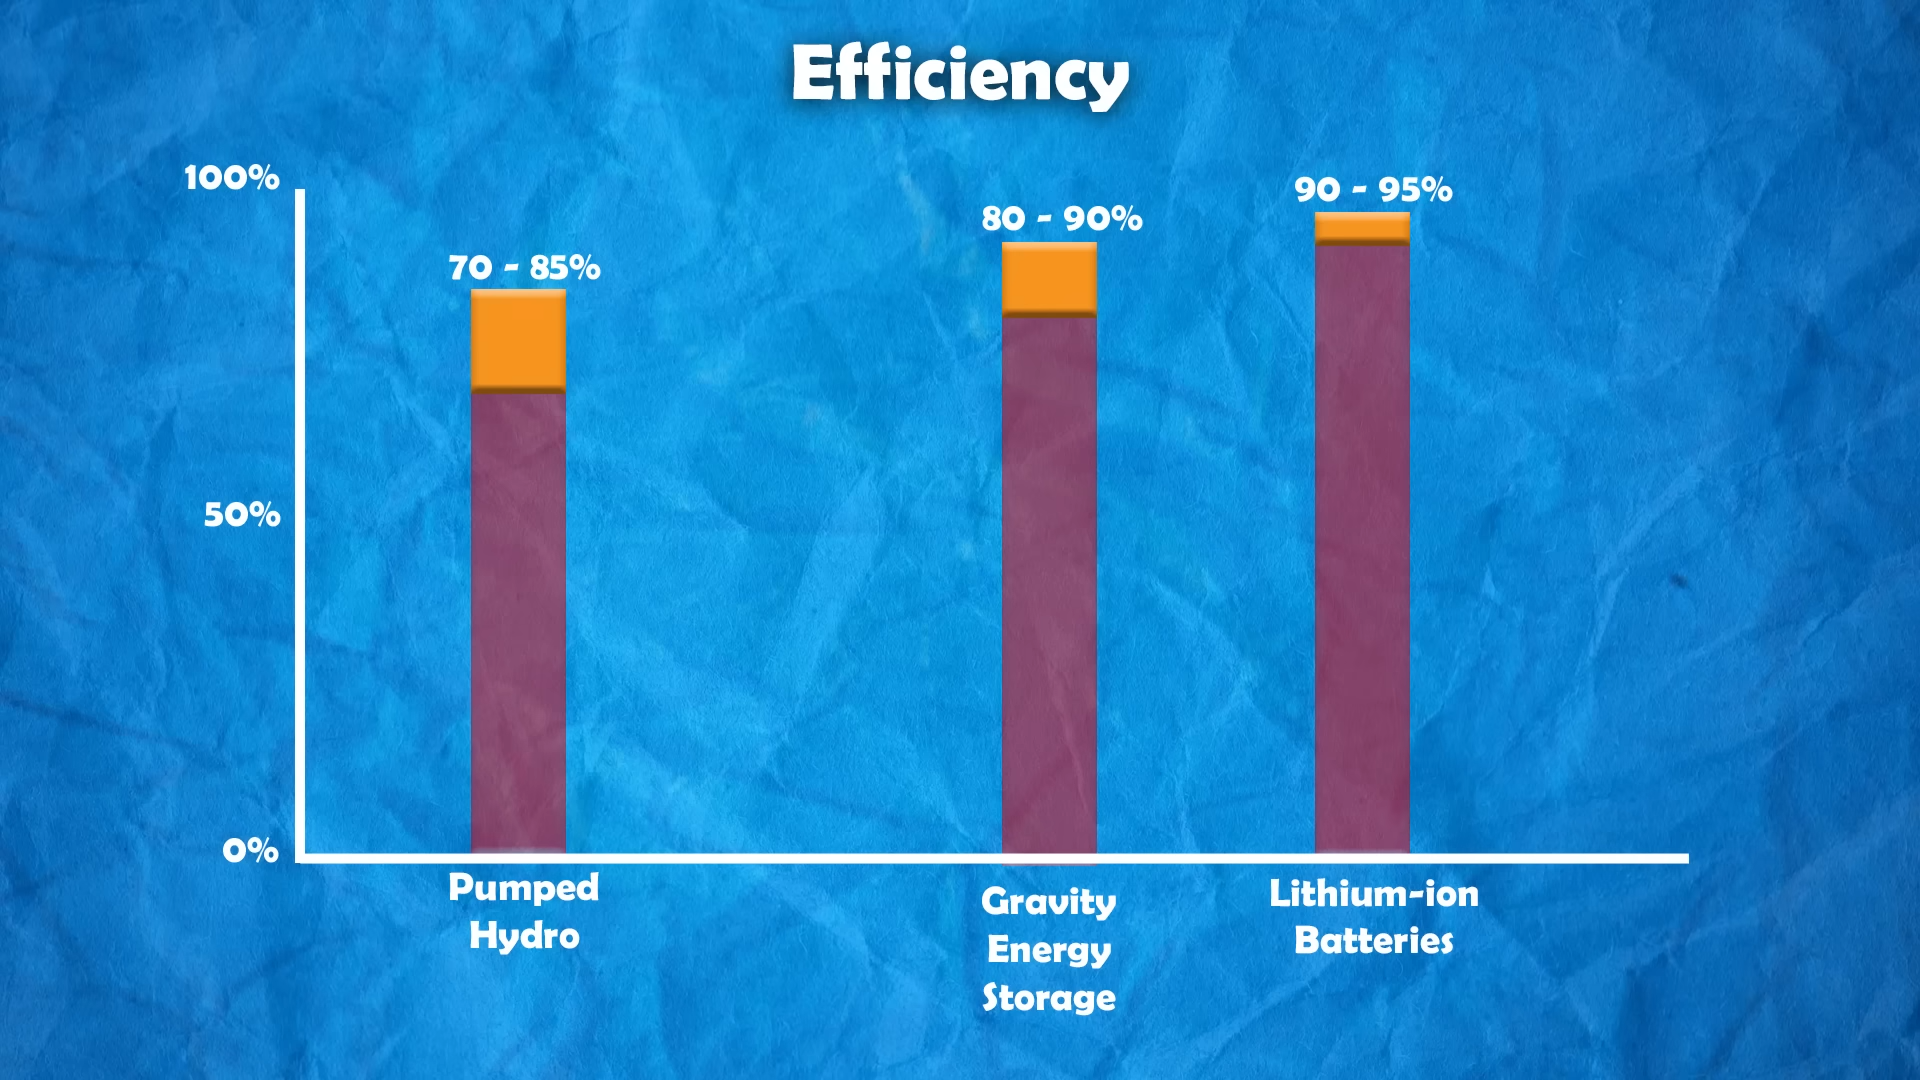 Efficiency
100%
50%
0%
70 - 85%
80 - 90%
90 - 95%
Pumped
Hydro
Gravity
Energy
Storage
Lithium-ion
Batteries